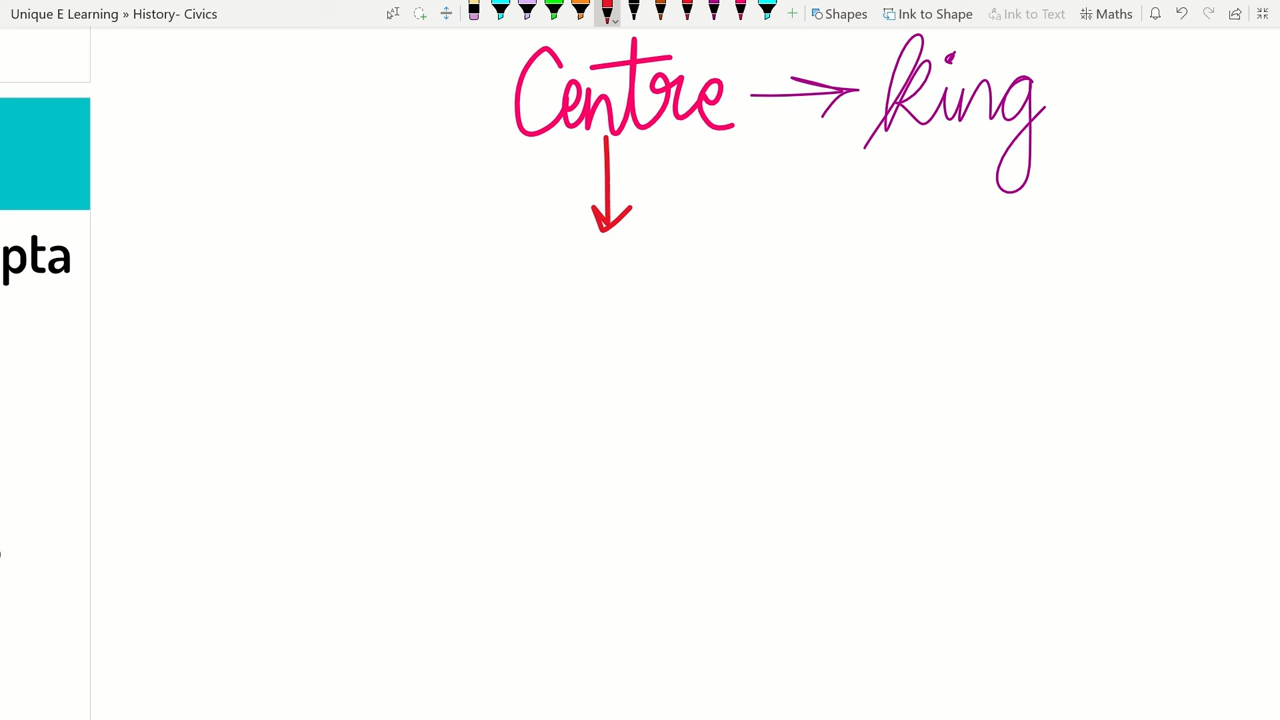 Unique E Learning » History- Civics
Shapes
Ink to Shape
Ink to Text
Maths
Centre → king
pta